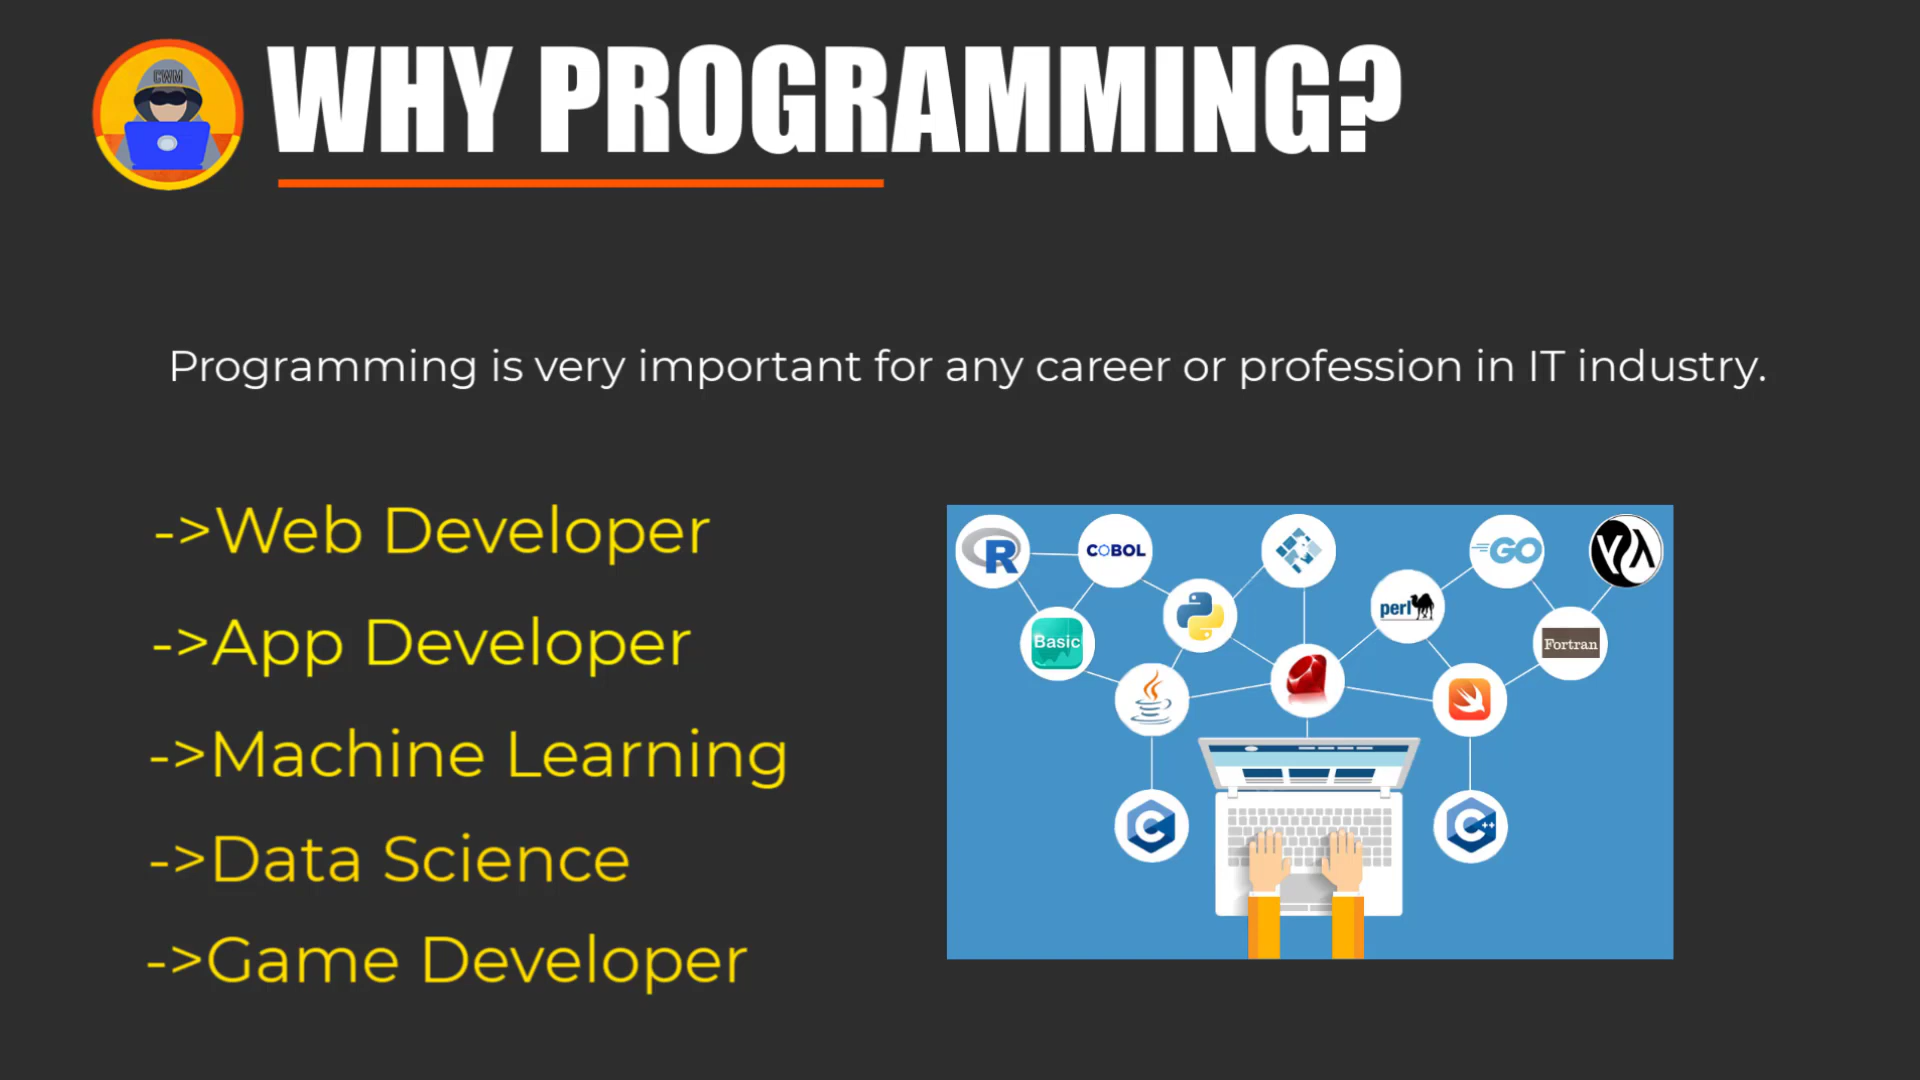 CWM
WHY PROGRAMMING?
Programming is very important for any career or profession in IT industry.
->Web Developer
->App Developer
->Machine Learning
->Data Science
->Game Developer
R
COBOL
GO
perl
Basic
Fortran
C
C++